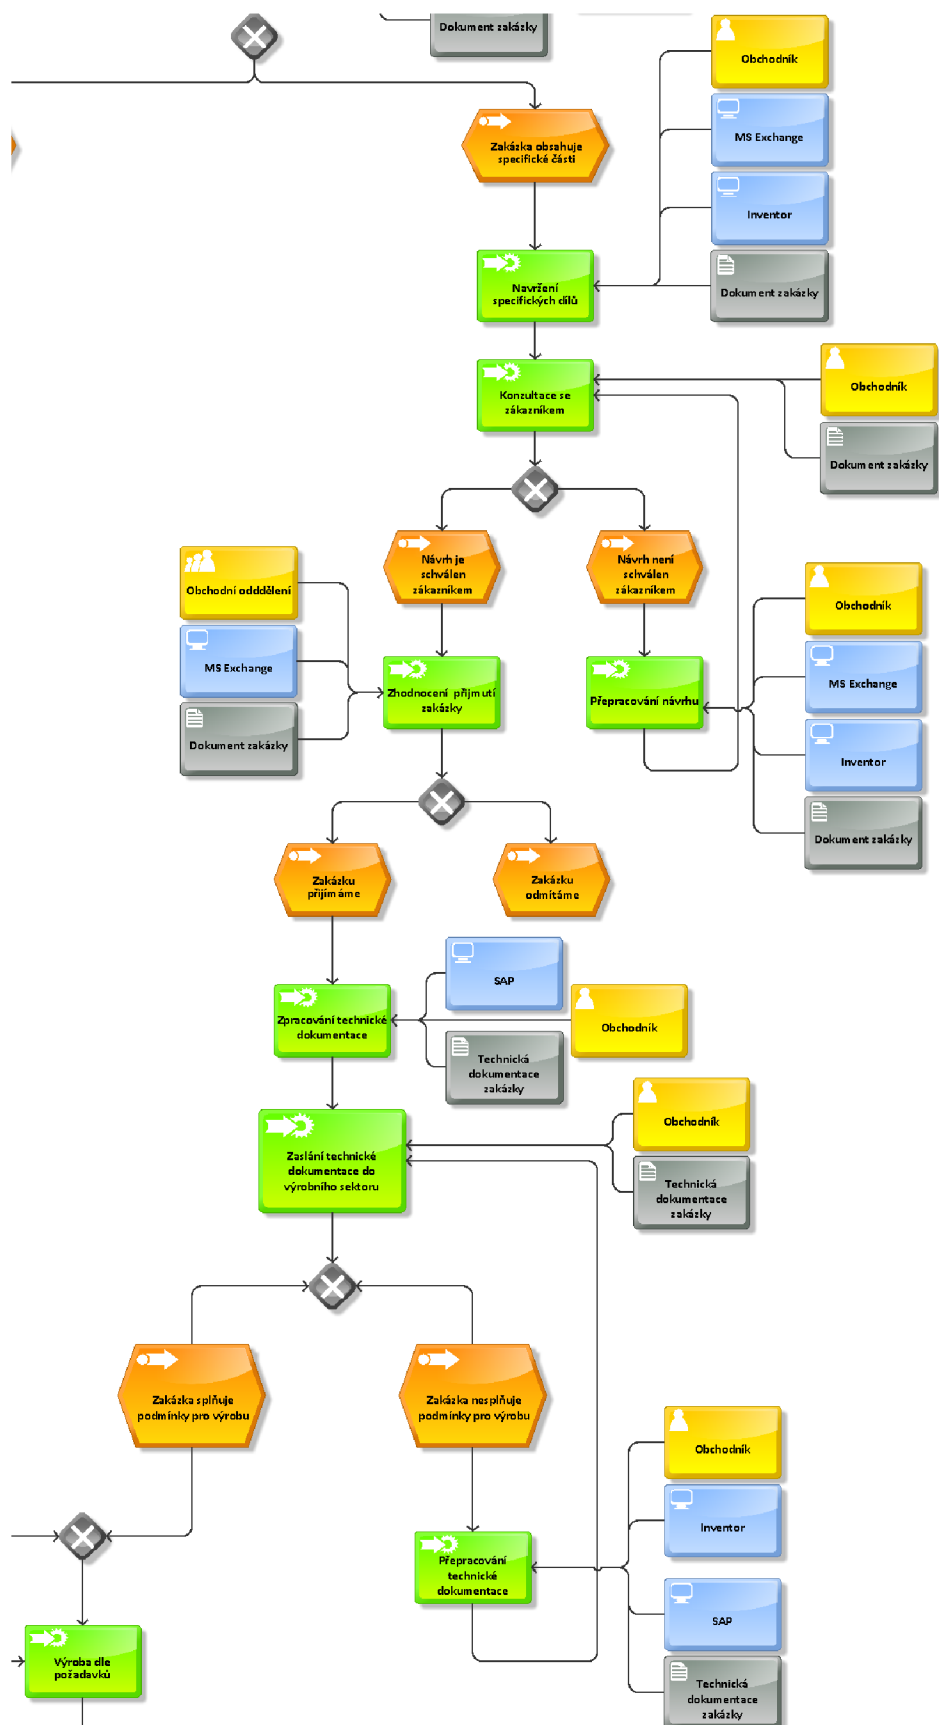 Dokument zakázky
Obchodník
MS Exchange
Zakázka obsahuje
specifické části
Inventor
Navržení
specifických dílů
Dokument zakázky
Konzultace se
zákazníkem
Obchodník
Dokument zakázky
Návrh je
schválen
zákazníkem
Návrh není
schválen
zákazníkem
Obchodní odddělení
MS Exchange
Dokument zakázky
Zhodnocení přijmutí
zakázky
Přepracování návrhu
Obchodník
MS Exchange
Inventor
Dokument zakázky
Zakázku
přijímáme
Zakázku
odmítáme
SAP
Zpracování technické
dokumentace
Obchodník
Technická
dokumentace
zakázky
Obchodník
Zaslání technické
dokumentace do
výrobního sektoru
Technická
dokumentace
zakázky
Zakázka splňuje
podmínky pro výrobu
Zakázka nesplňuje
podmínky pro výrobu
Obchodník
Inventor
Přepracování
technické
dokumentace
SAP
Výroba dle
požadavků
Technická
dokumentace
zakázky